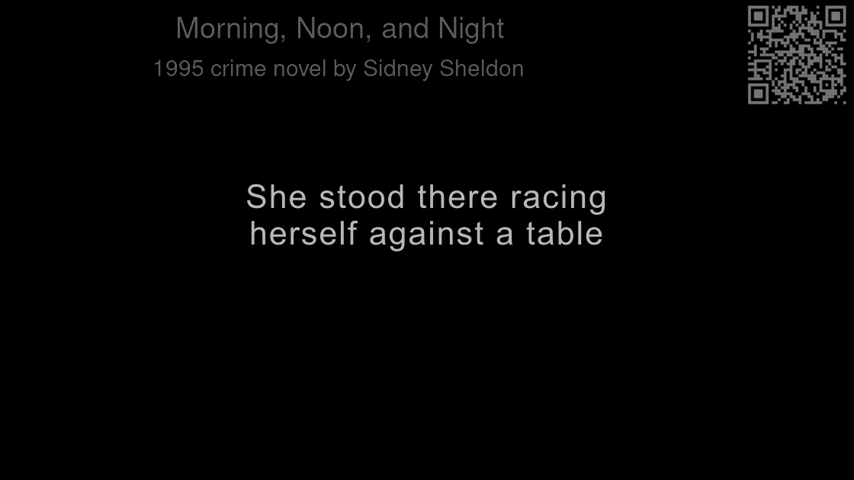 Morning, Noon, and Night
1995 crime novel by Sidney Sheldon
She stood there racing
herself against a table